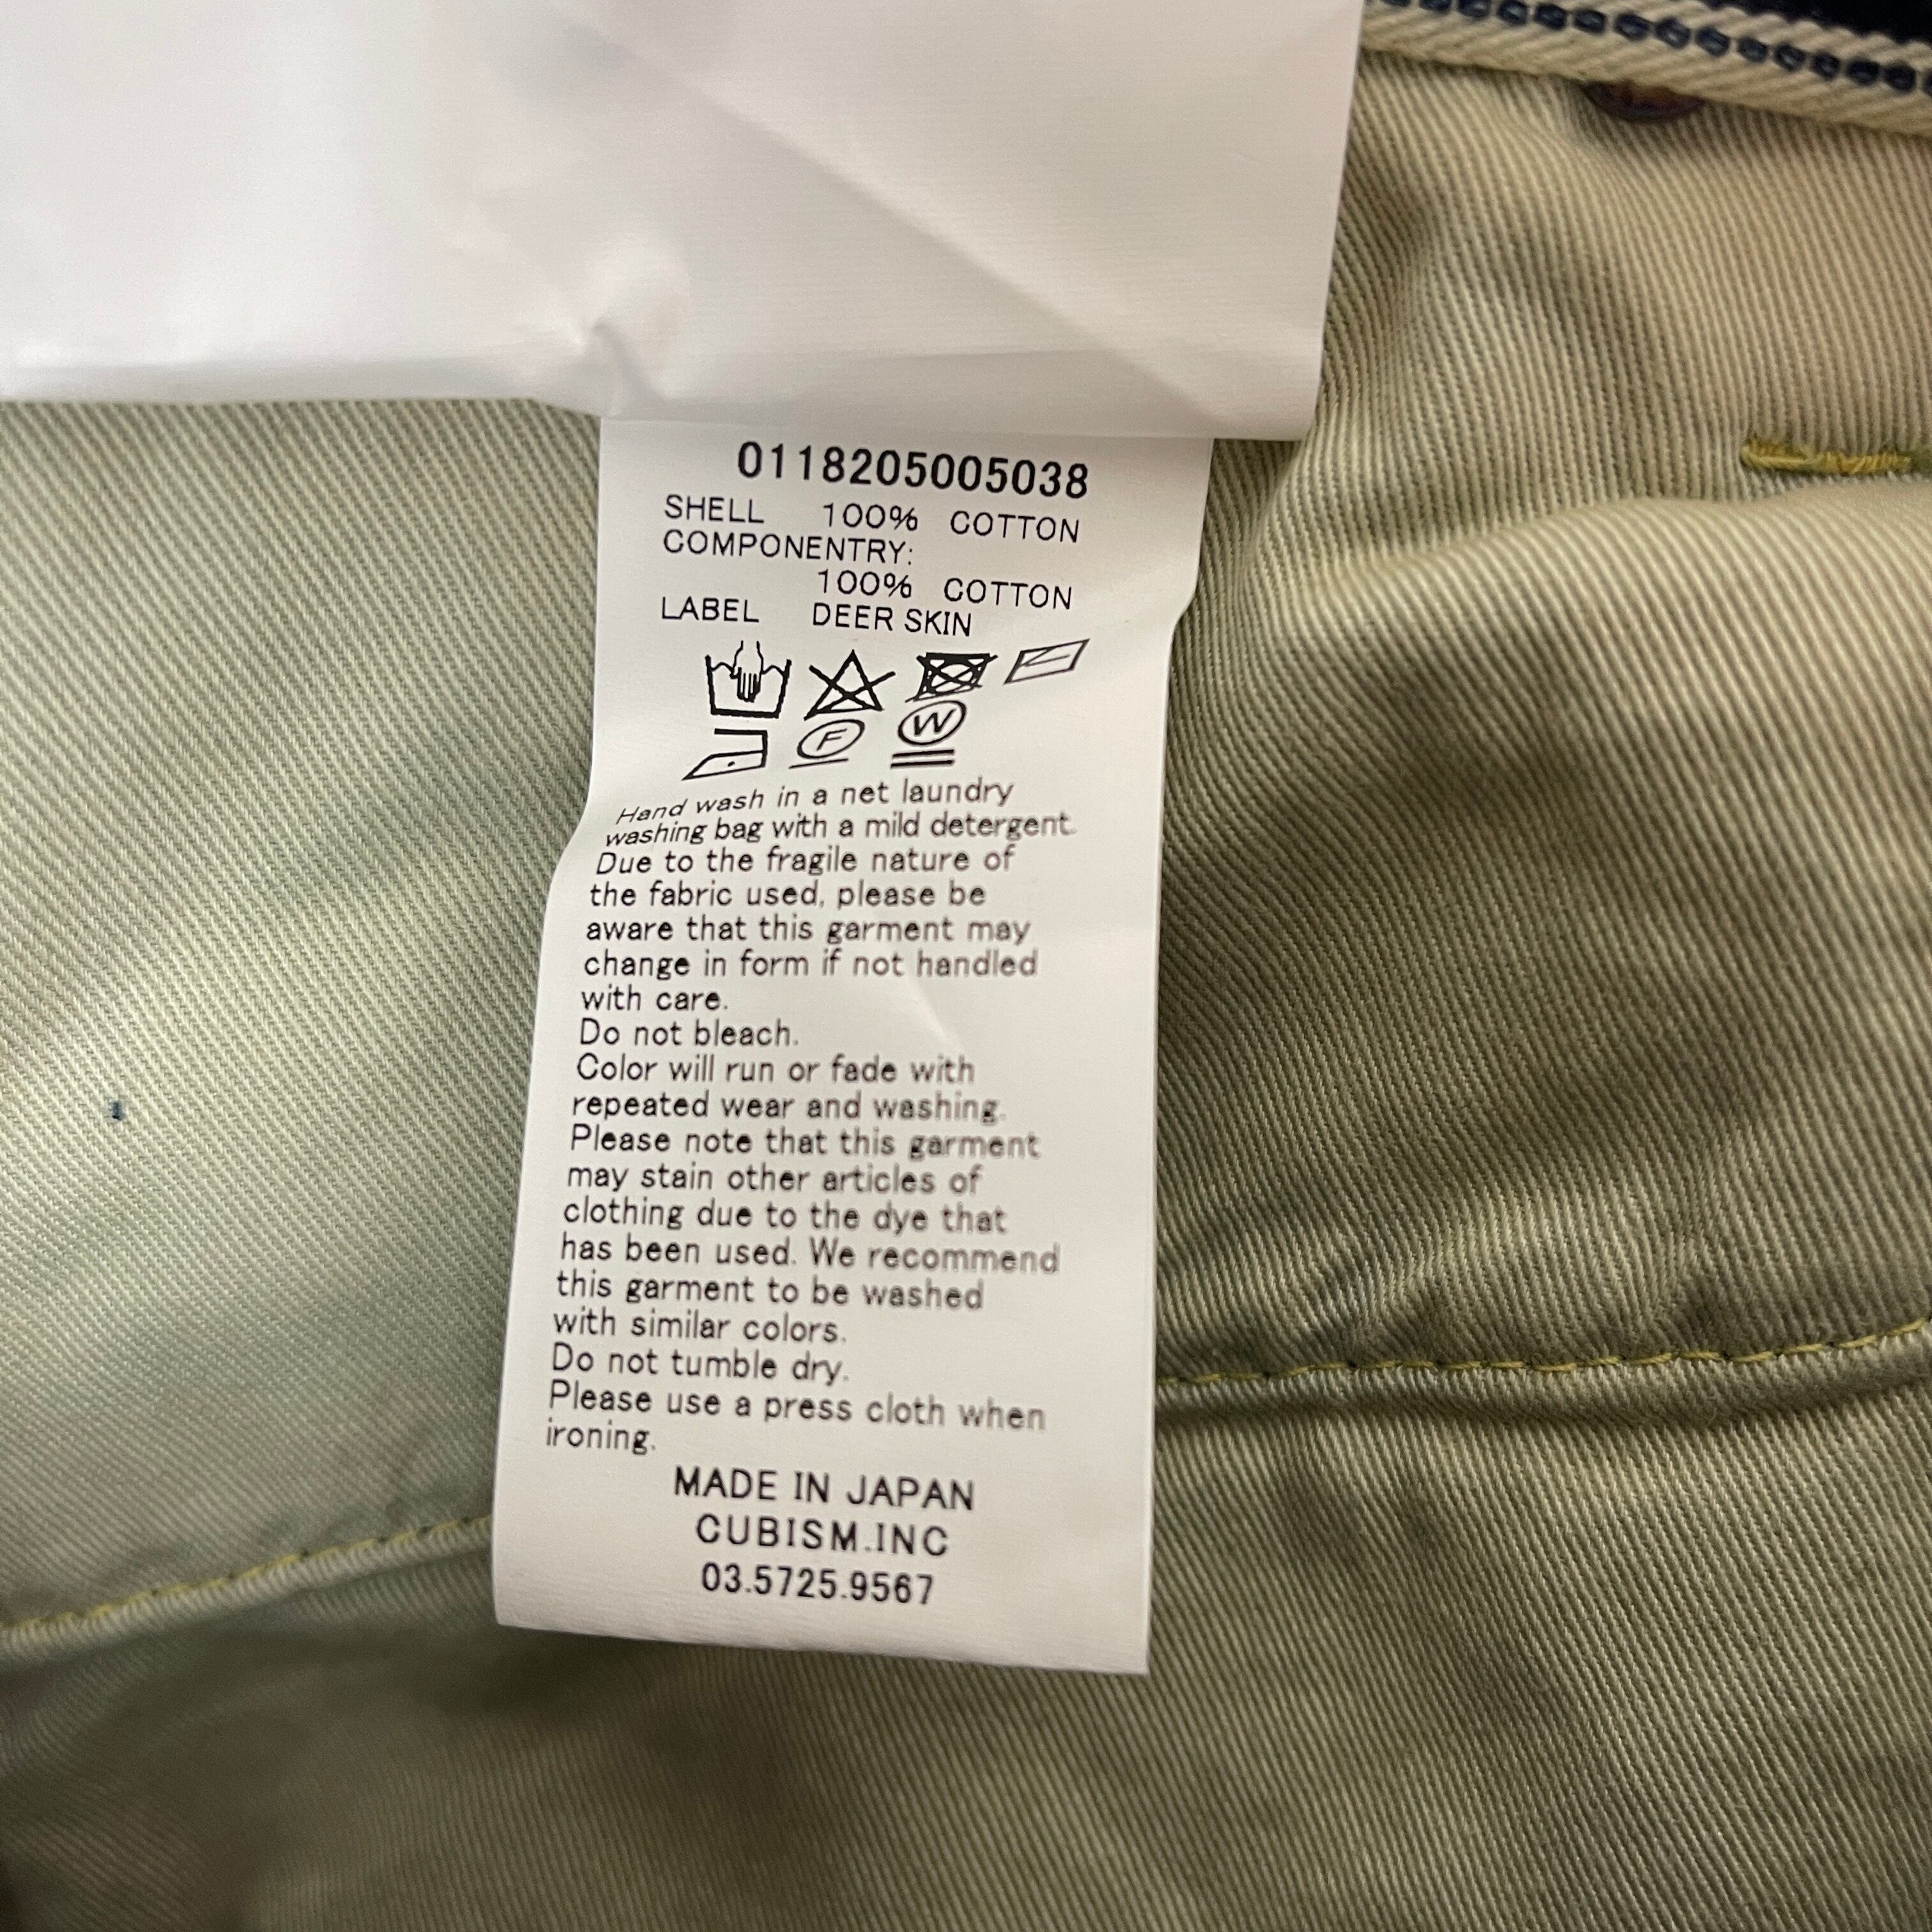 0118205005038
SHELL 100% COTTON
COMPONENTRY:
100% COTTON
LABEL DEER SKIN
F W
Hand wash in a net laundry
washing bag with a mild detergent.
Due to the fragile nature of
the fabric used, please be
aware that this garment may
change in form if not handled
with care.
Do not bleach.
Color will run or fade with
repeated wear and washing.
Please note that this garment
may stain other articles of
clothing due to the dye that
has been used. We recommend
this garment to be washed
with similar colors.
Do not tumble dry.
Please use a press cloth when
ironing.
MADE IN JAPAN
CUBISM.INC
03.5725.9567